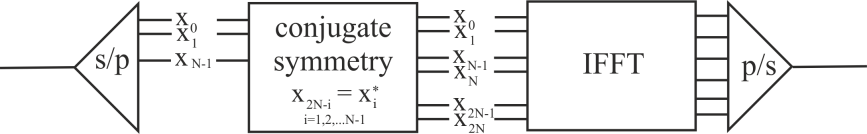 s/p
x0
x1
xN-1
conjugate
symmetry
x2N-i = xi*
i=1,2,...N-1
x0
x1
xN-1
xN
x2N-1
x2N
IFFT
p/s